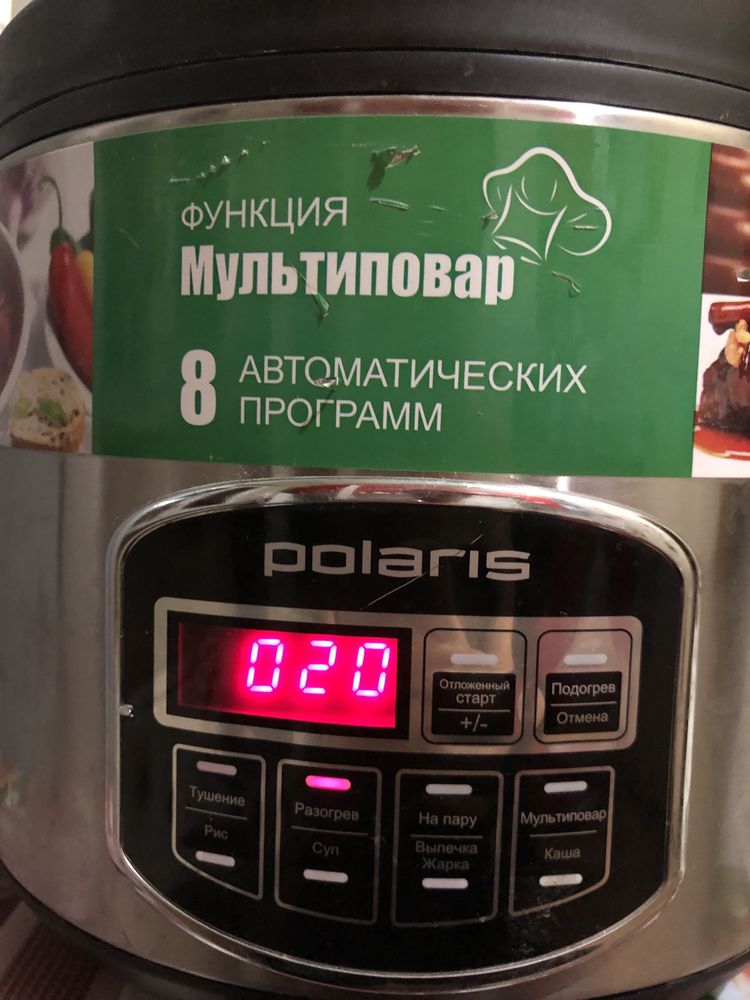 ФУНКЦИЯ
Мультиповар
8 АВТОМАТИЧЕСКИХ
ПРОГРАММ
polaris
020
Отложенный
старт
+/-
Подогрев
Отмена
Тушение
Рис
Разогрев
Суп
На пару
Выпечка
Жарка
Мультиповар
Каша